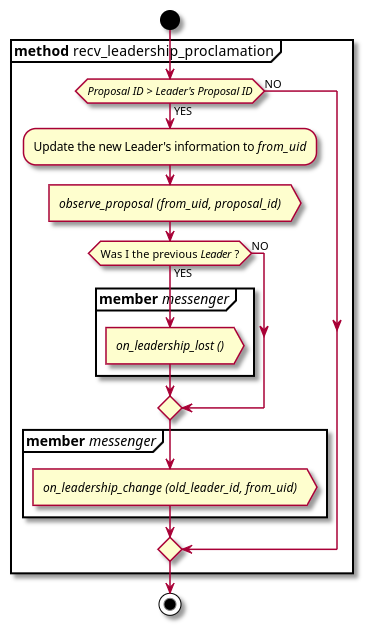 method recv_leadership_proclamation
Proposal ID > Leader's Proposal ID
NO
YES
Update the new Leader's information to from_uid
observe_proposal (from_uid, proposal_id)
Was I the previous Leader ?
NO
YES
member messenger
on_leadership_lost ()
member messenger
on_leadership_change (old_leader_id, from_uid)